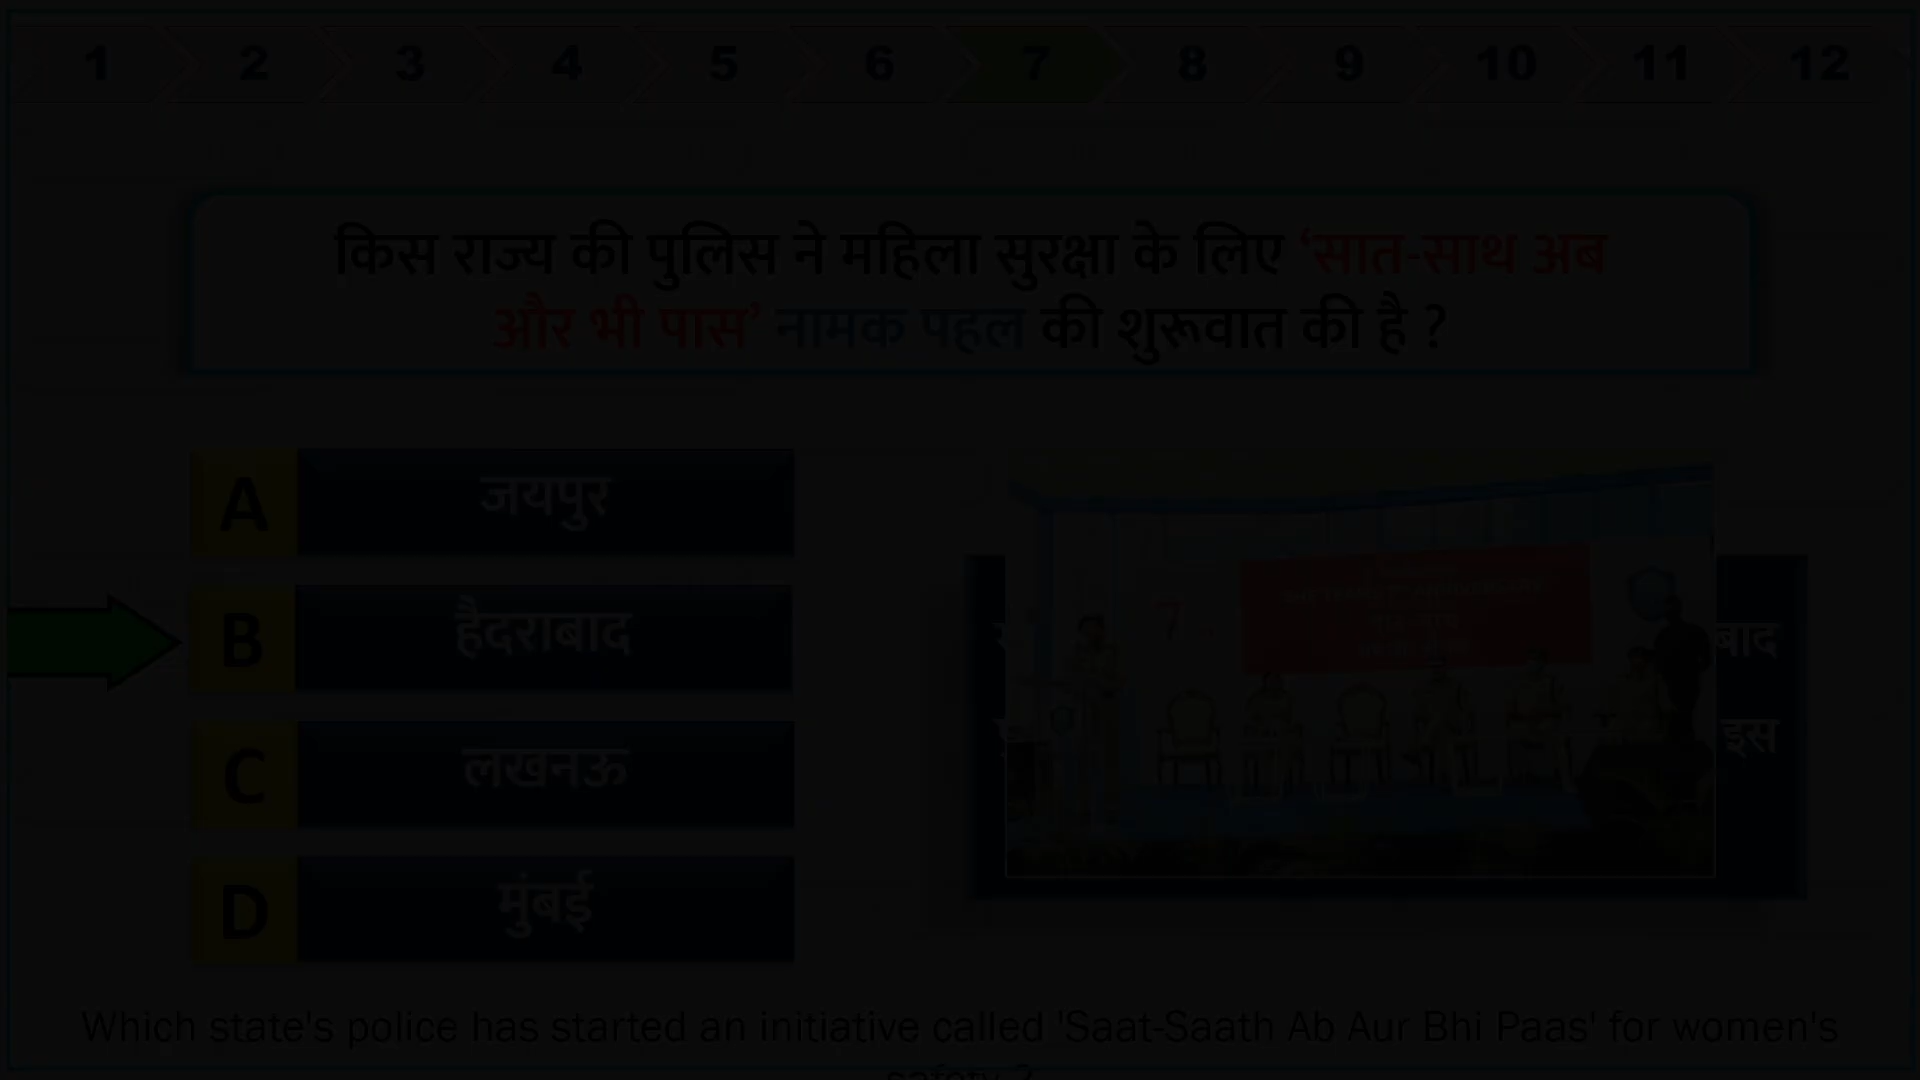 1 2 3 4 5 6 7 8 9 10 11 12
किस राज्य की पुलिस ने महिला सुरक्षा के लिए ‘सात-साथ अब
और भी पास’ नामक पहल की शुरूवात की है ?
A जयपुर
B हैदराबाद
C लखनऊ
D मुंबई
बाद
इस
Which state's police has started an initiative called 'Saat-Saath Ab Aur Bhi Paas' for women's
safety ?